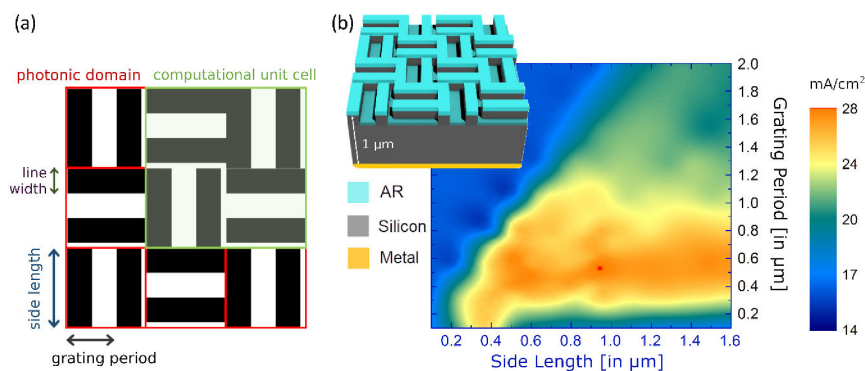 (a)
photonic domain
computational unit cell
line
width
side length
grating period
(b)
1 μm
AR
Silicon
Metal
2.0
1.8
1.6
1.4
1.2
1.0
0.8
0.6
0.4
0.2
Grating Period [in μm]
0.2 0.4 0.6 0.8 1.0 1.2 1.4 1.6
Side Length [in μm]
mA/cm²
28
24
20
17
14